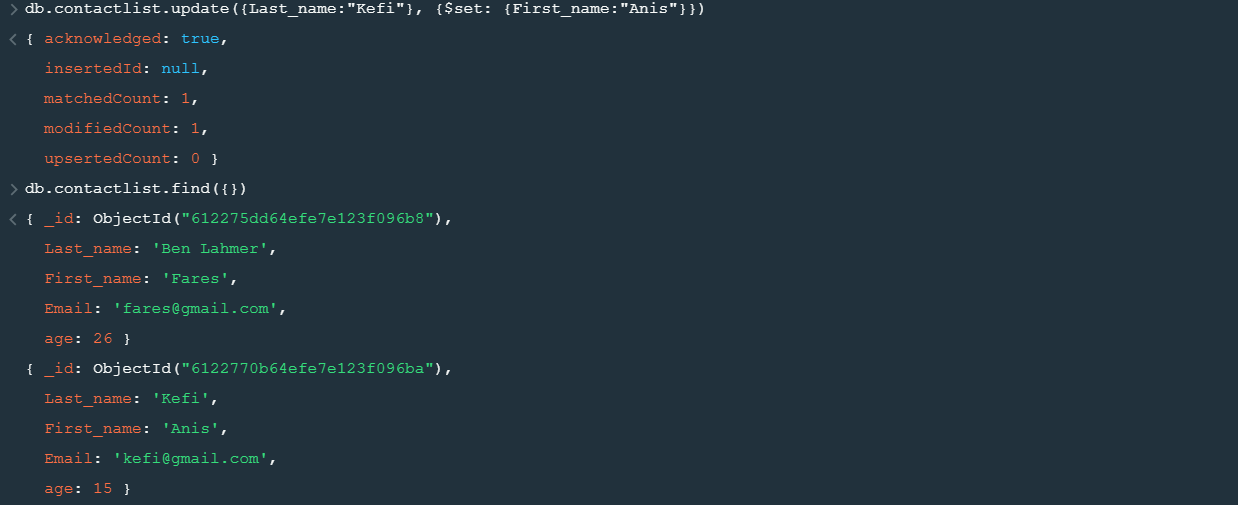 > db.contactlist.update({Last_name:"Kefi"}, {$set: {First_name:"Anis"}})
< { acknowledged: true,
insertedId: null,
matchedCount: 1,
modifiedCount: 1,
upsertedCount: 0 }
> db.contactlist.find({})
< { _id: ObjectId("612275dd64efe7e123f096b8"),
Last_name: 'Ben Lahmer',
First_name: 'Fares',
Email: 'fares@gmail.com',
age: 26 }
{ _id: ObjectId("6122770b64efe7e123f096ba"),
Last_name: 'Kefi',
First_name: 'Anis',
Email: 'kefi@gmail.com',
age: 15 }